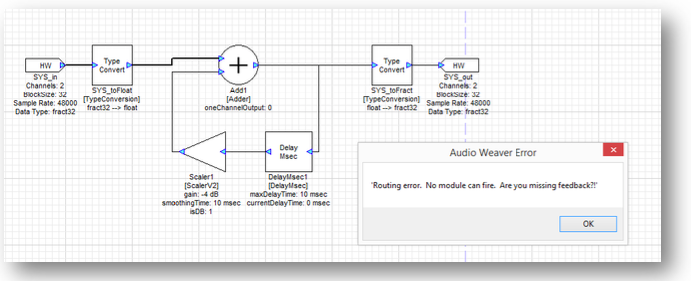 HW
SYS_in
Channels: 2
BlockSize: 32
Sample Rate: 48000
Data Type: fract32
Type
Convert
SYS_toFloat
[TypeConversion]
fract32 --> float
+
Add1
[Adder]
oneChannelOutput: 0
Type
Convert
SYS_toFract
[TypeConversion]
float --> fract32
HW
SYS_out
Channels: 2
BlockSize: 32
Sample Rate: 48000
Data Type: fract32
Scaler1
[ScalerV2]
gain: -4 dB
smoothingTime: 10 msec
isDB: 1
Delay
Msec
DelayMsec1
[DelayMsec]
maxDelayTime: 10 msec
currentDelayTime: 0 msec
Audio Weaver Error
'Routing error. No module can fire. Are you missing feedback?!'
OK